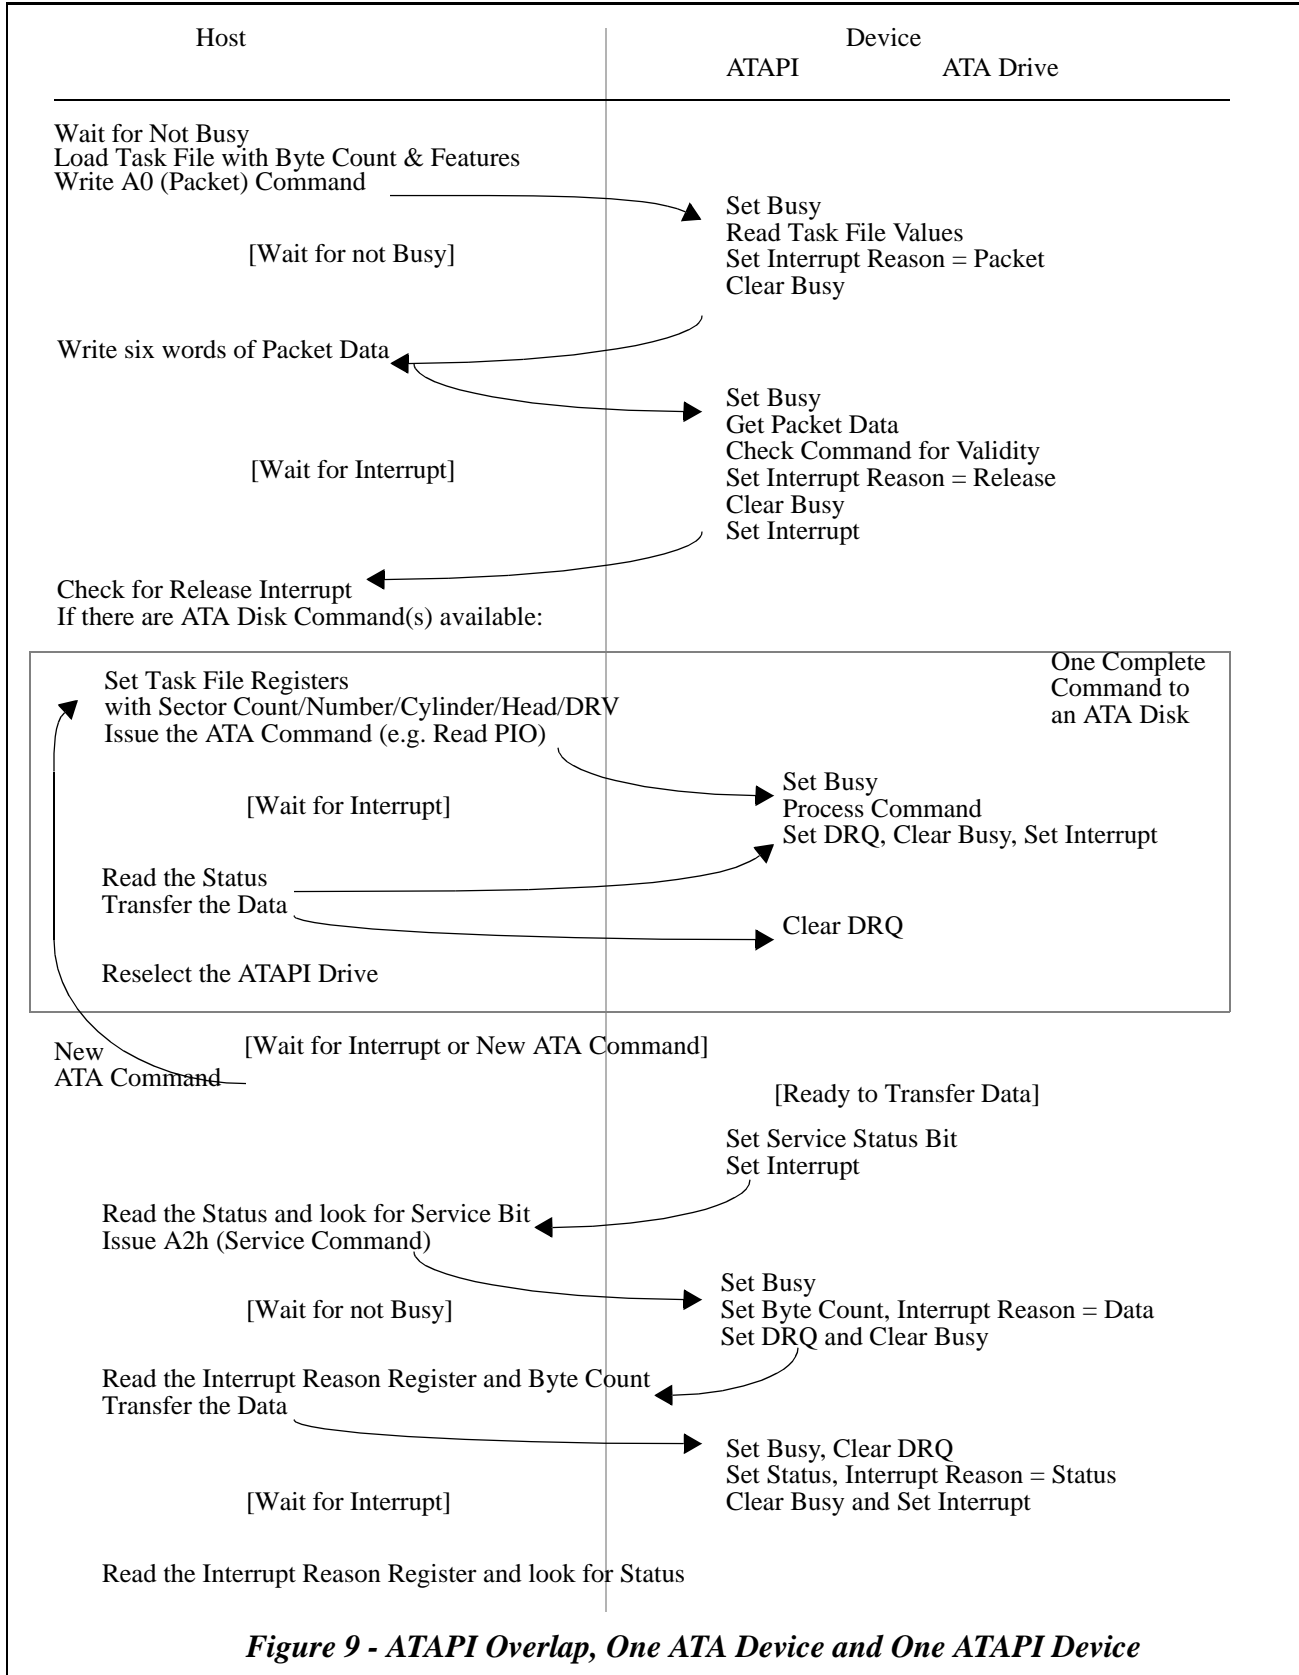 Host
Device
ATAPI
ATA Drive
Wait for Not Busy
Load Task File with Byte Count & Features
Write A0 (Packet) Command
Set Busy
Read Task File Values
Set Interrupt Reason = Packet
Clear Busy
[Wait for not Busy]
Write six words of Packet Data
Set Busy
Get Packet Data
Check Command for Validity
Set Interrupt Reason = Release
Clear Busy
Set Interrupt
[Wait for Interrupt]
Check for Release Interrupt
If there are ATA Disk Command(s) available:
One Complete
Command to
an ATA Disk
Set Task File Registers
with Sector Count/Number/Cylinder/Head/DRV
Issue the ATA Command (e.g. Read PIO)
Set Busy
Process Command
Set DRQ, Clear Busy, Set Interrupt
[Wait for Interrupt]
Read the Status
Transfer the Data
Clear DRQ
Reselect the ATAPI Drive
[Wait for Interrupt or New ATA Command]
New
ATA Command
[Ready to Transfer Data]
Set Service Status Bit
Set Interrupt
Read the Status and look for Service Bit
Issue A2h (Service Command)
Set Busy
Set Byte Count, Interrupt Reason = Data
Set DRQ and Clear Busy
[Wait for not Busy]
Read the Interrupt Reason Register and Byte Count
Transfer the Data
Set Busy, Clear DRQ
Set Status, Interrupt Reason = Status
Clear Busy and Set Interrupt
[Wait for Interrupt]
Read the Interrupt Reason Register and look for Status
Figure 9 - ATAPI Overlap, One ATA Device and One ATAPI Device